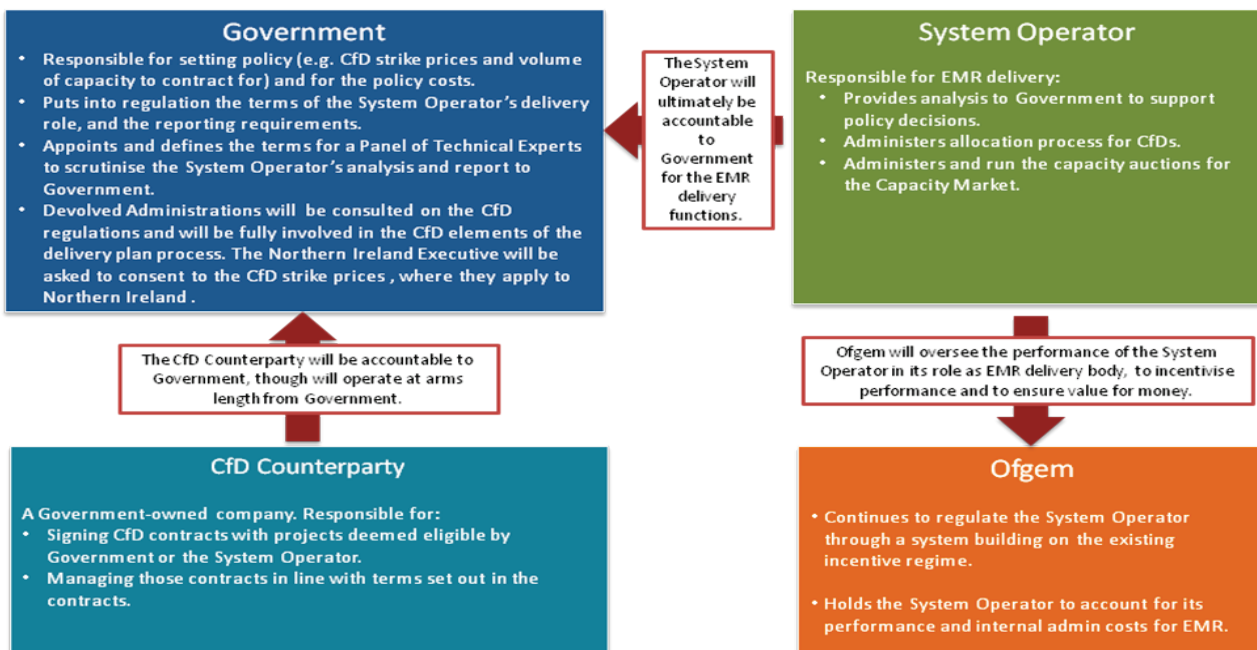 Government
• Responsible for setting policy (e.g. CfD strike prices and volume
of capacity to contract for) and for the policy costs.
• Puts into regulation the terms of the System Operator's delivery
role, and the reporting requirements.
• Appoints and defines the terms for a Panel of Technical Experts
to scrutinise the System Operator's analysis and report to
Government.
• Devolved Administrations will be consulted on the CfD
regulations and will be fully involved in the CfD elements of the
delivery plan process. The Northern Ireland Executive will be
asked to consent to the CfD strike prices , where they apply to
Northern Ireland .
The System
Operator will
ultimately be
accountable
to
Government
for the EMR
delivery
functions.
System Operator
Responsible for EMR delivery:
• Provides analysis to Government to support
policy decisions.
• Administers allocation process for CfDs.
• Administers and run the capacity auctions for
the Capacity Market.
The CfD Counterparty will be accountable to
Government, though will operate at arms
length from Government.
Ofgem will oversee the performance of the System
Operator in its role as EMR delivery body, to incentivise
performance and to ensure value for money.
CfD Counterparty
A Government-owned company. Responsible for:
• Signing CfD contracts with projects deemed eligible by
Government or the System Operator.
• Managing those contracts in line with terms set out in the
contracts.
Ofgem
• Continues to regulate the System Operator
through a system building on the existing
incentive regime.
• Holds the System Operator to account for its
performance and internal admin costs for EMR.